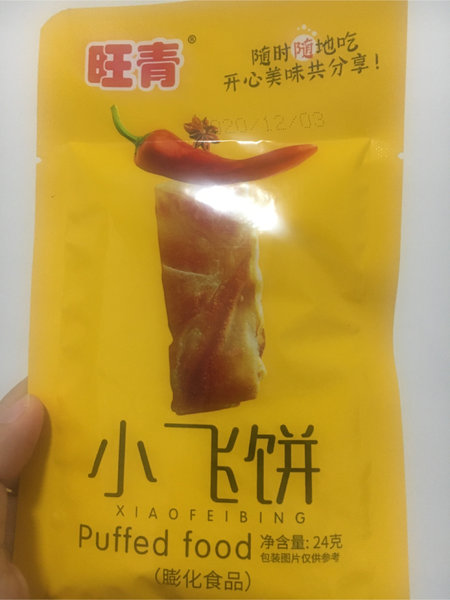 旺青®
随时随地吃
开心美味共分享！
2020/12/03
小飞饼
XIAOFEIBING
Puffed food
净含量: 24克
包装图片仅供参考
（膨化食品）